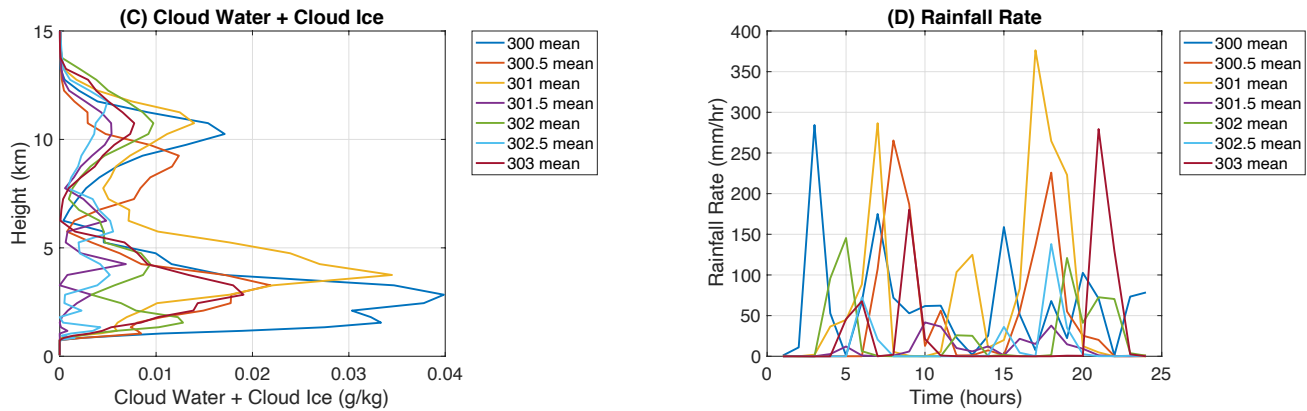 (C) Cloud Water + Cloud Ice
15
10
5
0
Height (km)
0
0.01
0.02
0.03
0.04
Cloud Water + Cloud Ice (g/kg)
300 mean
300.5 mean
301 mean
301.5 mean
302 mean
302.5 mean
303 mean
(D) Rainfall Rate
400
350
300
250
200
150
100
50
0
Rainfall Rate (mm/hr)
0
5
10
15
20
25
Time (hours)
300 mean
300.5 mean
301 mean
301.5 mean
302 mean
302.5 mean
303 mean